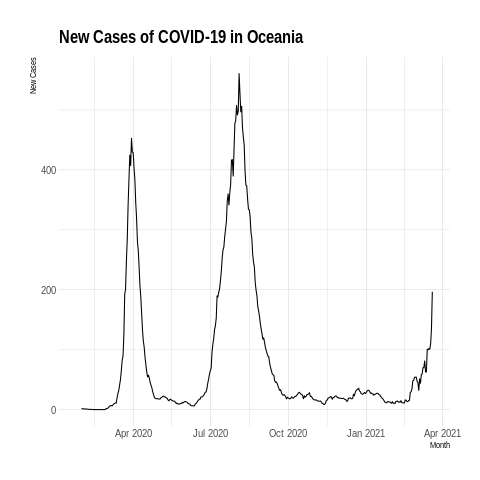 New Cases of COVID-19 in Oceania
New Cases
400
200
0
Apr 2020
Jul 2020
Oct 2020
Jan 2021
Apr 2021
Month